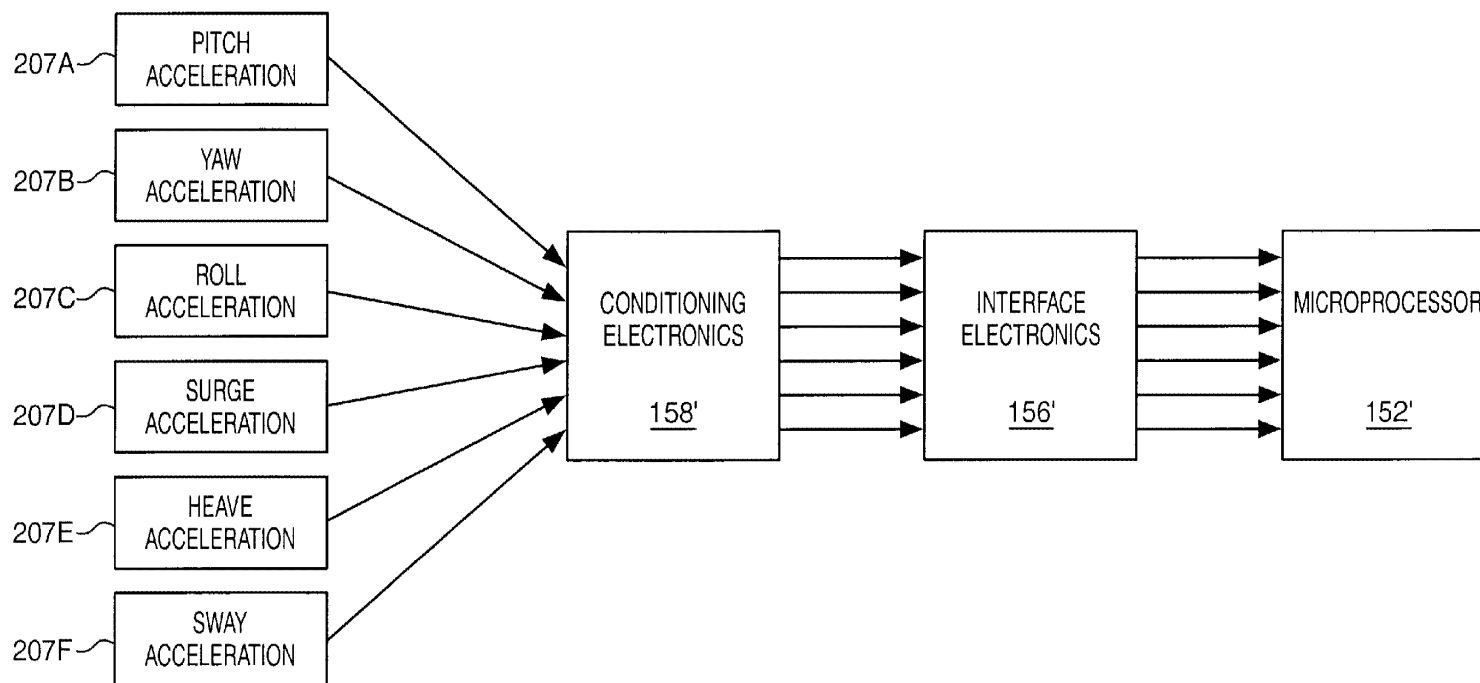 207A
PITCH
ACCELERATION
207B
YAW
ACCELERATION
207C
ROLL
ACCELERATION
207D
SURGE
ACCELERATION
207E
HEAVE
ACCELERATION
207F
SWAY
ACCELERATION
CONDITIONING
ELECTRONICS
158'
INTERFACE
ELECTRONICS
156'
MICROPROCESSOR
152'